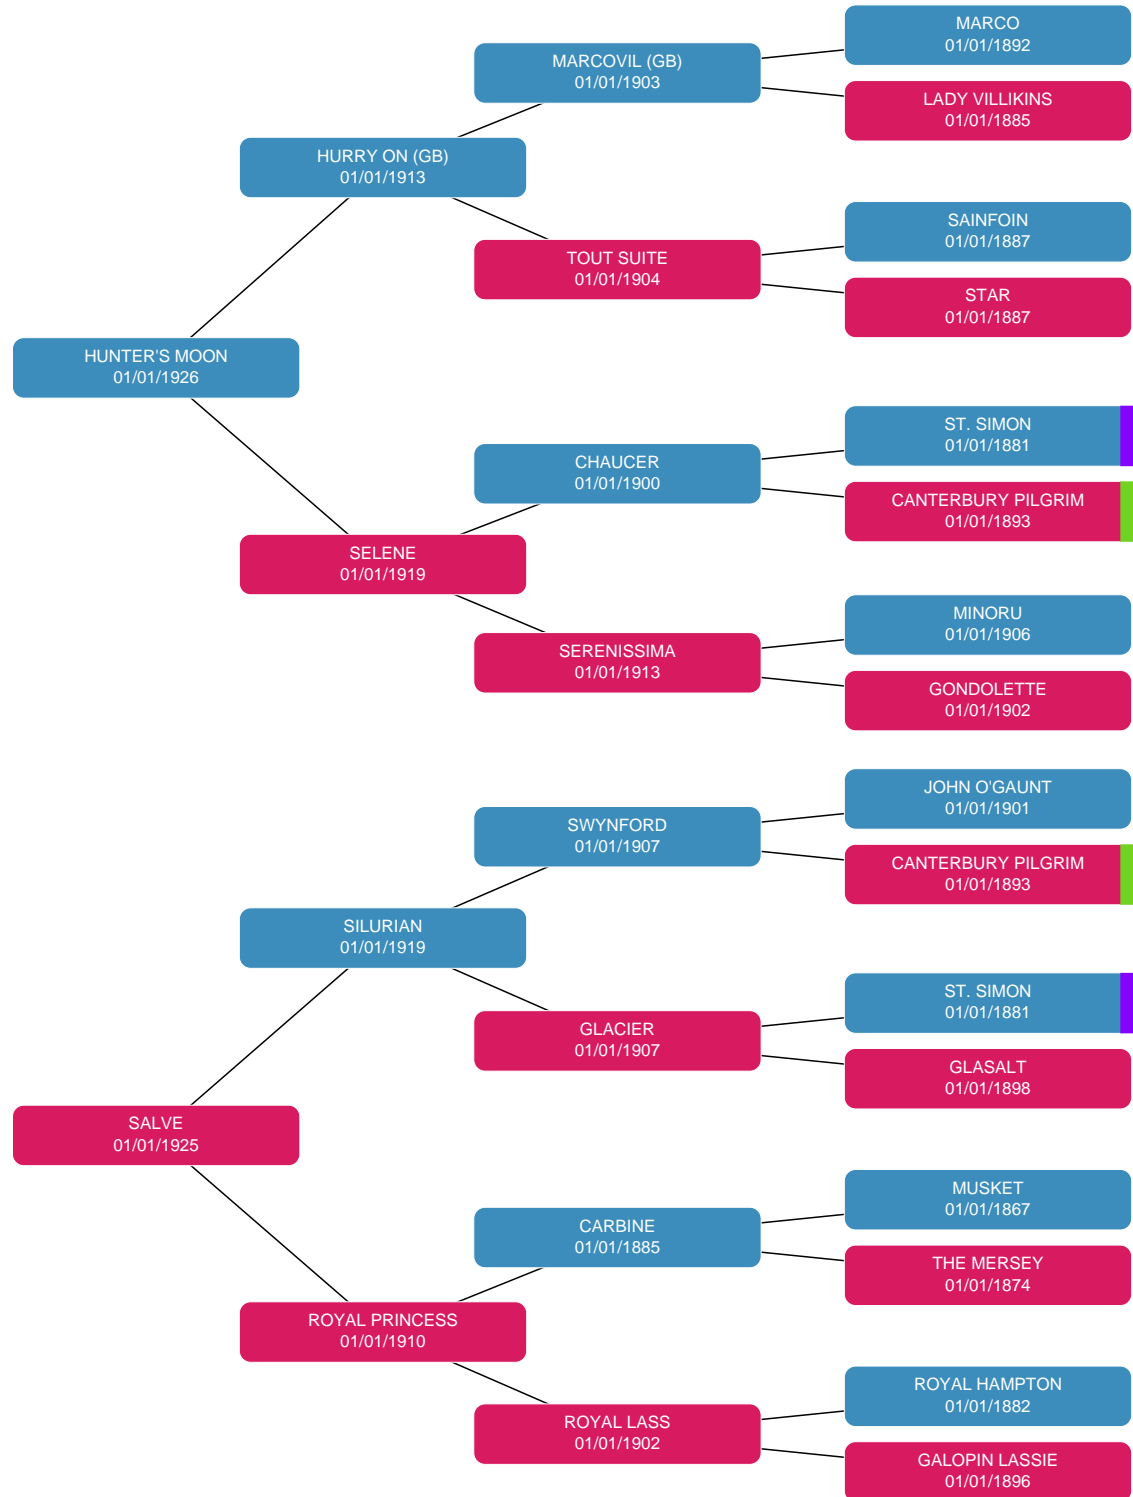 MARCO
01/01/1892
MARCOVIL (GB)
01/01/1903
LADY VILLIKINS
01/01/1885
HURRY ON (GB)
01/01/1913
SAINFOIN
01/01/1887
TOUT SUITE
01/01/1904
STAR
01/01/1887
HUNTER'S MOON
01/01/1926
ST. SIMON
01/01/1881
CHAUCER
01/01/1900
CANTERBURY PILGRIM
01/01/1893
SELENE
01/01/1919
MINORU
01/01/1906
SERENISSIMA
01/01/1913
GONDOLETTE
01/01/1902
JOHN O'GAUNT
01/01/1901
SWYNFORD
01/01/1907
CANTERBURY PILGRIM
01/01/1893
SILURIAN
01/01/1919
ST. SIMON
01/01/1881
GLACIER
01/01/1907
GLASALT
01/01/1898
SALVE
01/01/1925
MUSKET
01/01/1867
CARBINE
01/01/1885
THE MERSEY
01/01/1874
ROYAL PRINCESS
01/01/1910
ROYAL HAMPTON
01/01/1882
ROYAL LASS
01/01/1902
GALOPIN LASSIE
01/01/1896